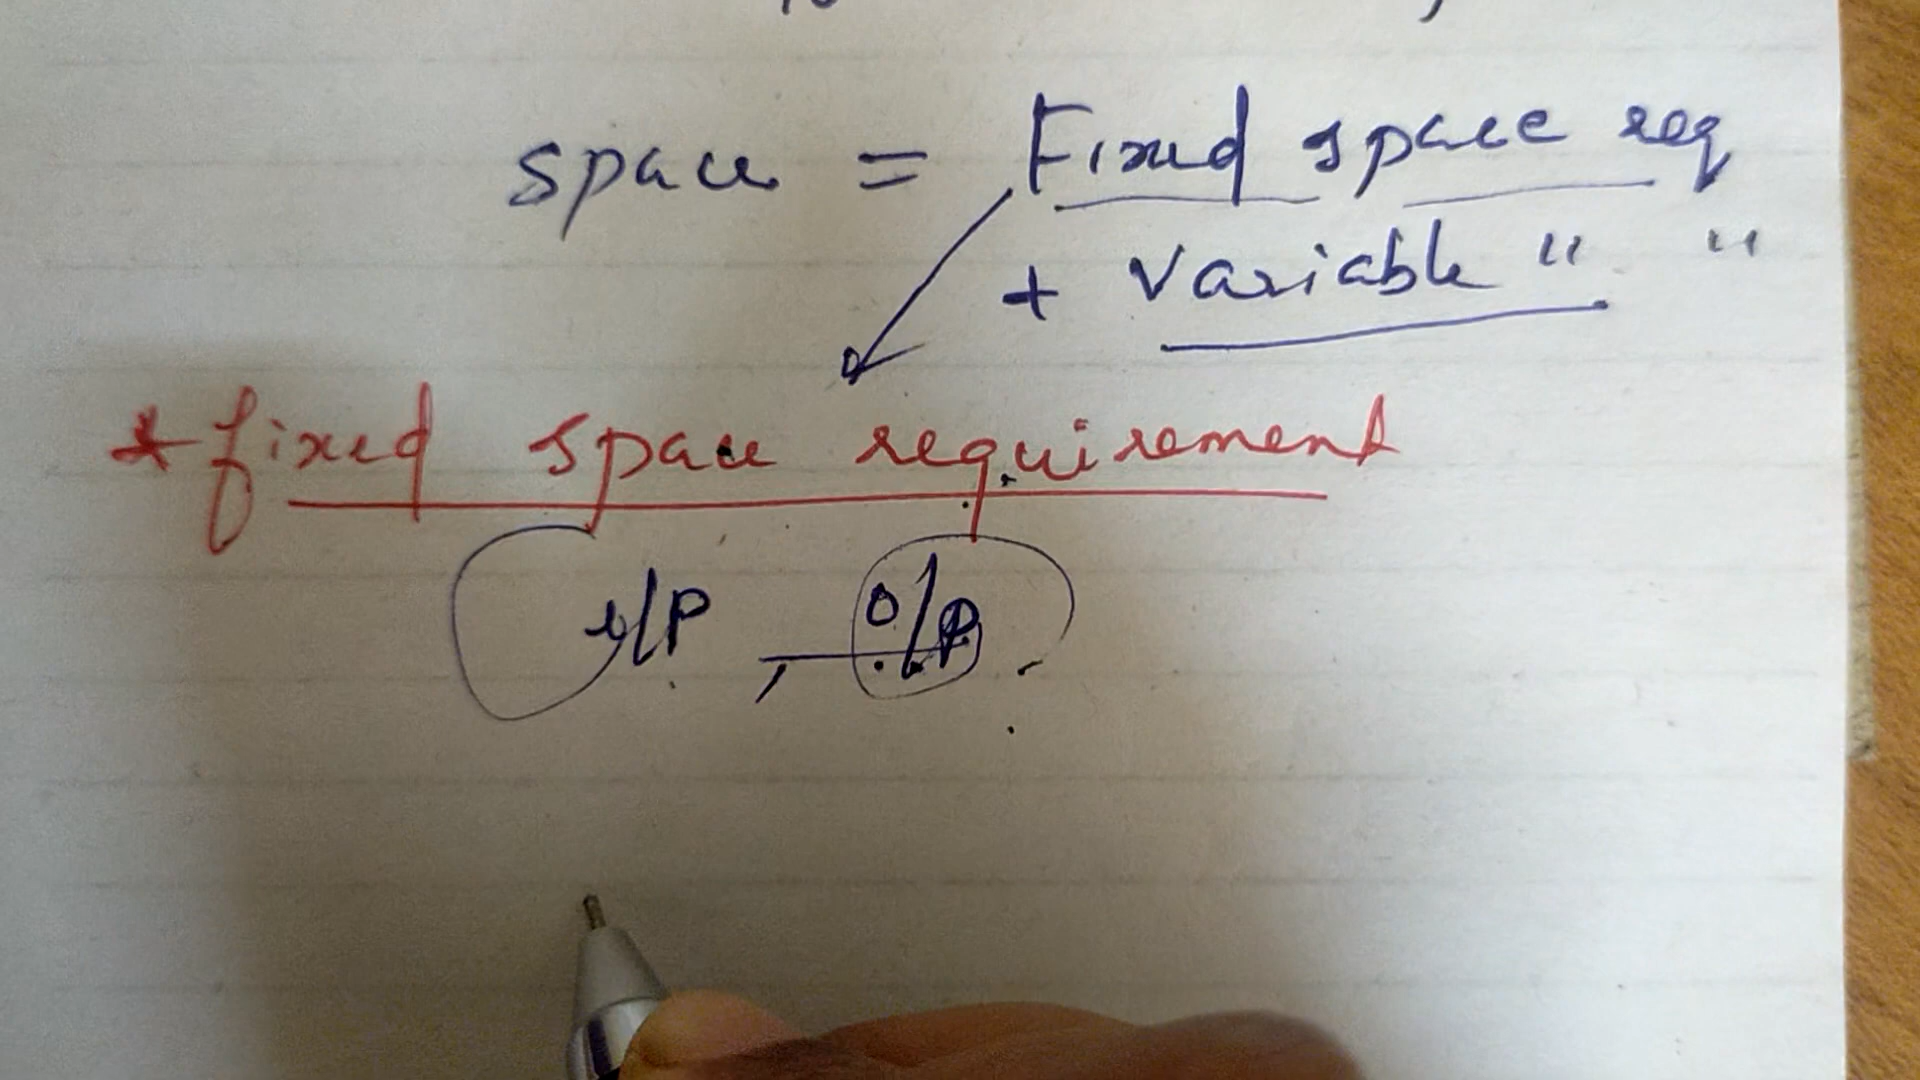 space = Fixed space req
+ Variable " "
* fixed space requirement
i/P , O/P